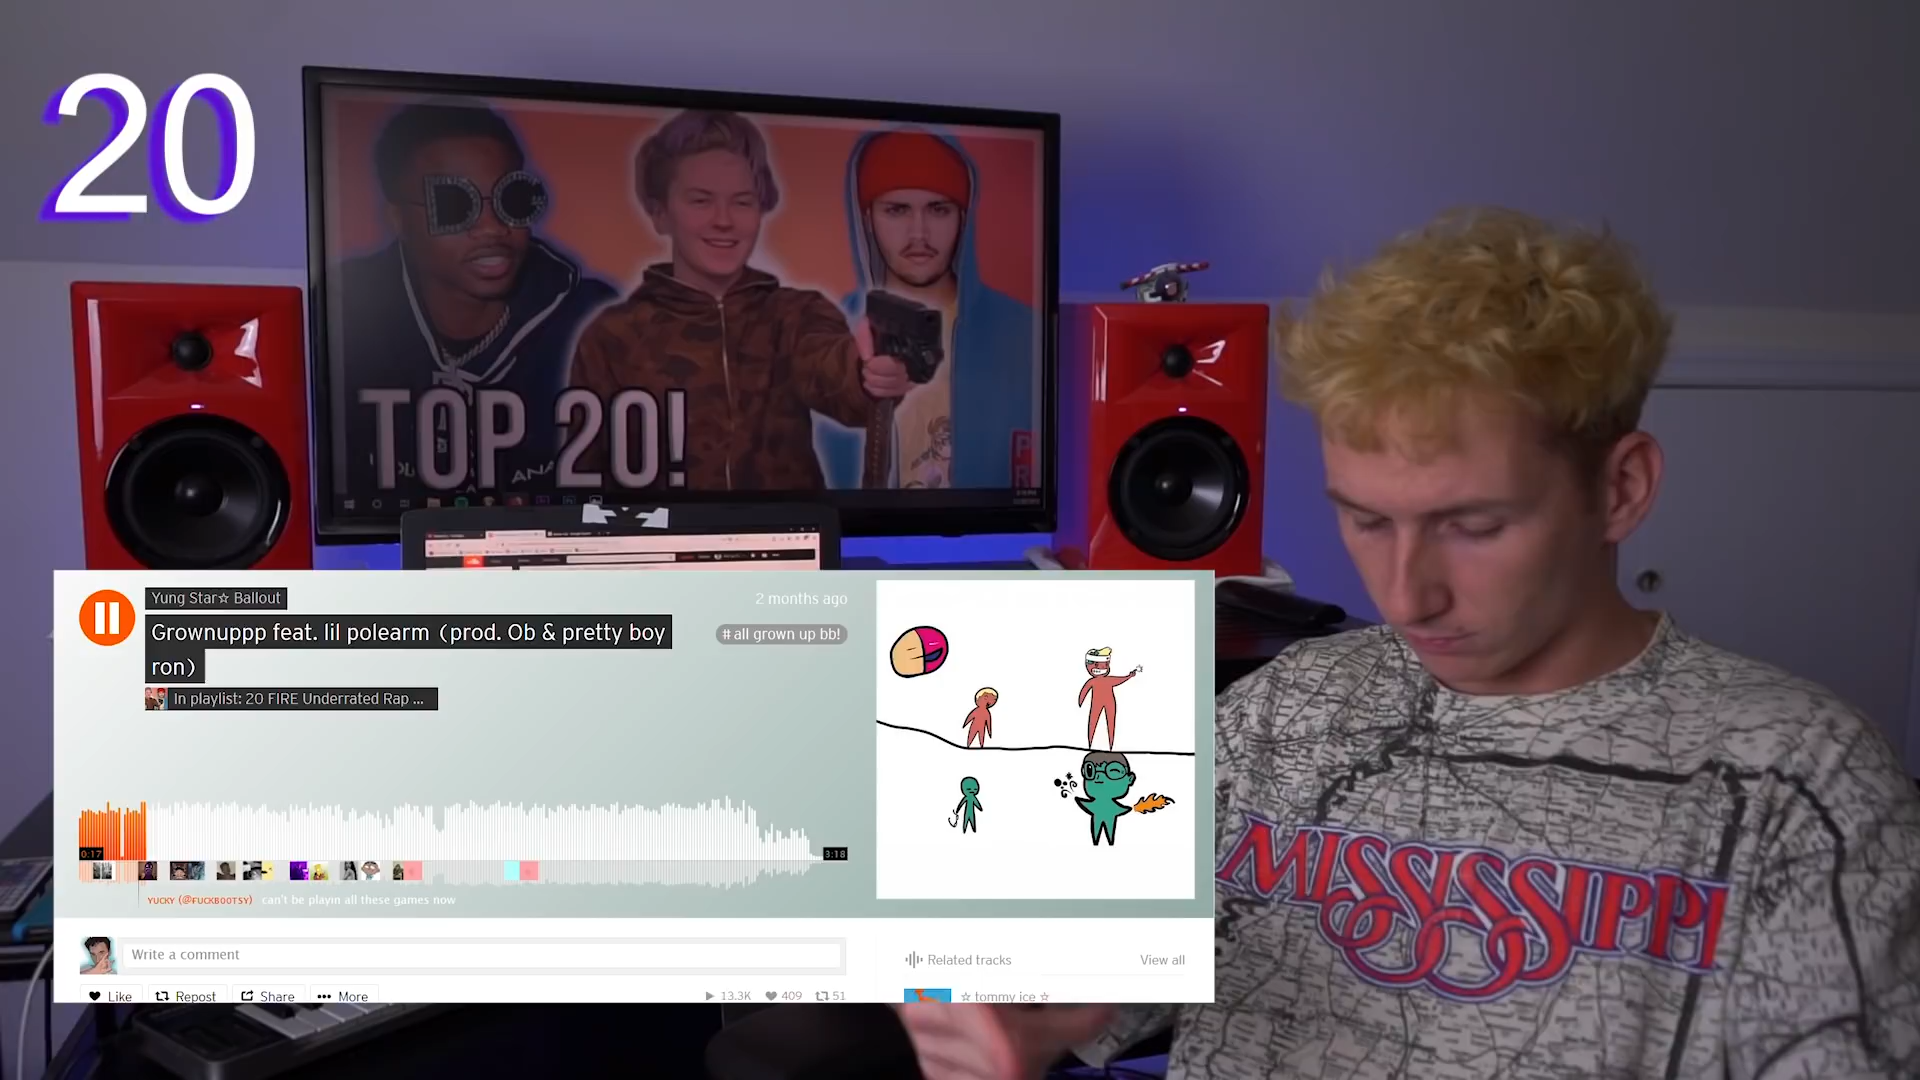 20
TOP 20!
Yung Star☆ Ballout
2 months ago
Grownuppp feat. lil polearm (prod. Ob & pretty boy
ron)
# all grown up bb!
In playlist: 20 FIRE Underrated Rap ...
0:17
3:18
YUCKY (@FUCKBOOTSY) can't be playin all these games now
Write a comment
Related tracks
View all
Like
Repost
Share
More
13.3K
409
51
☆ tommy ice ☆
MISSISSIPPI